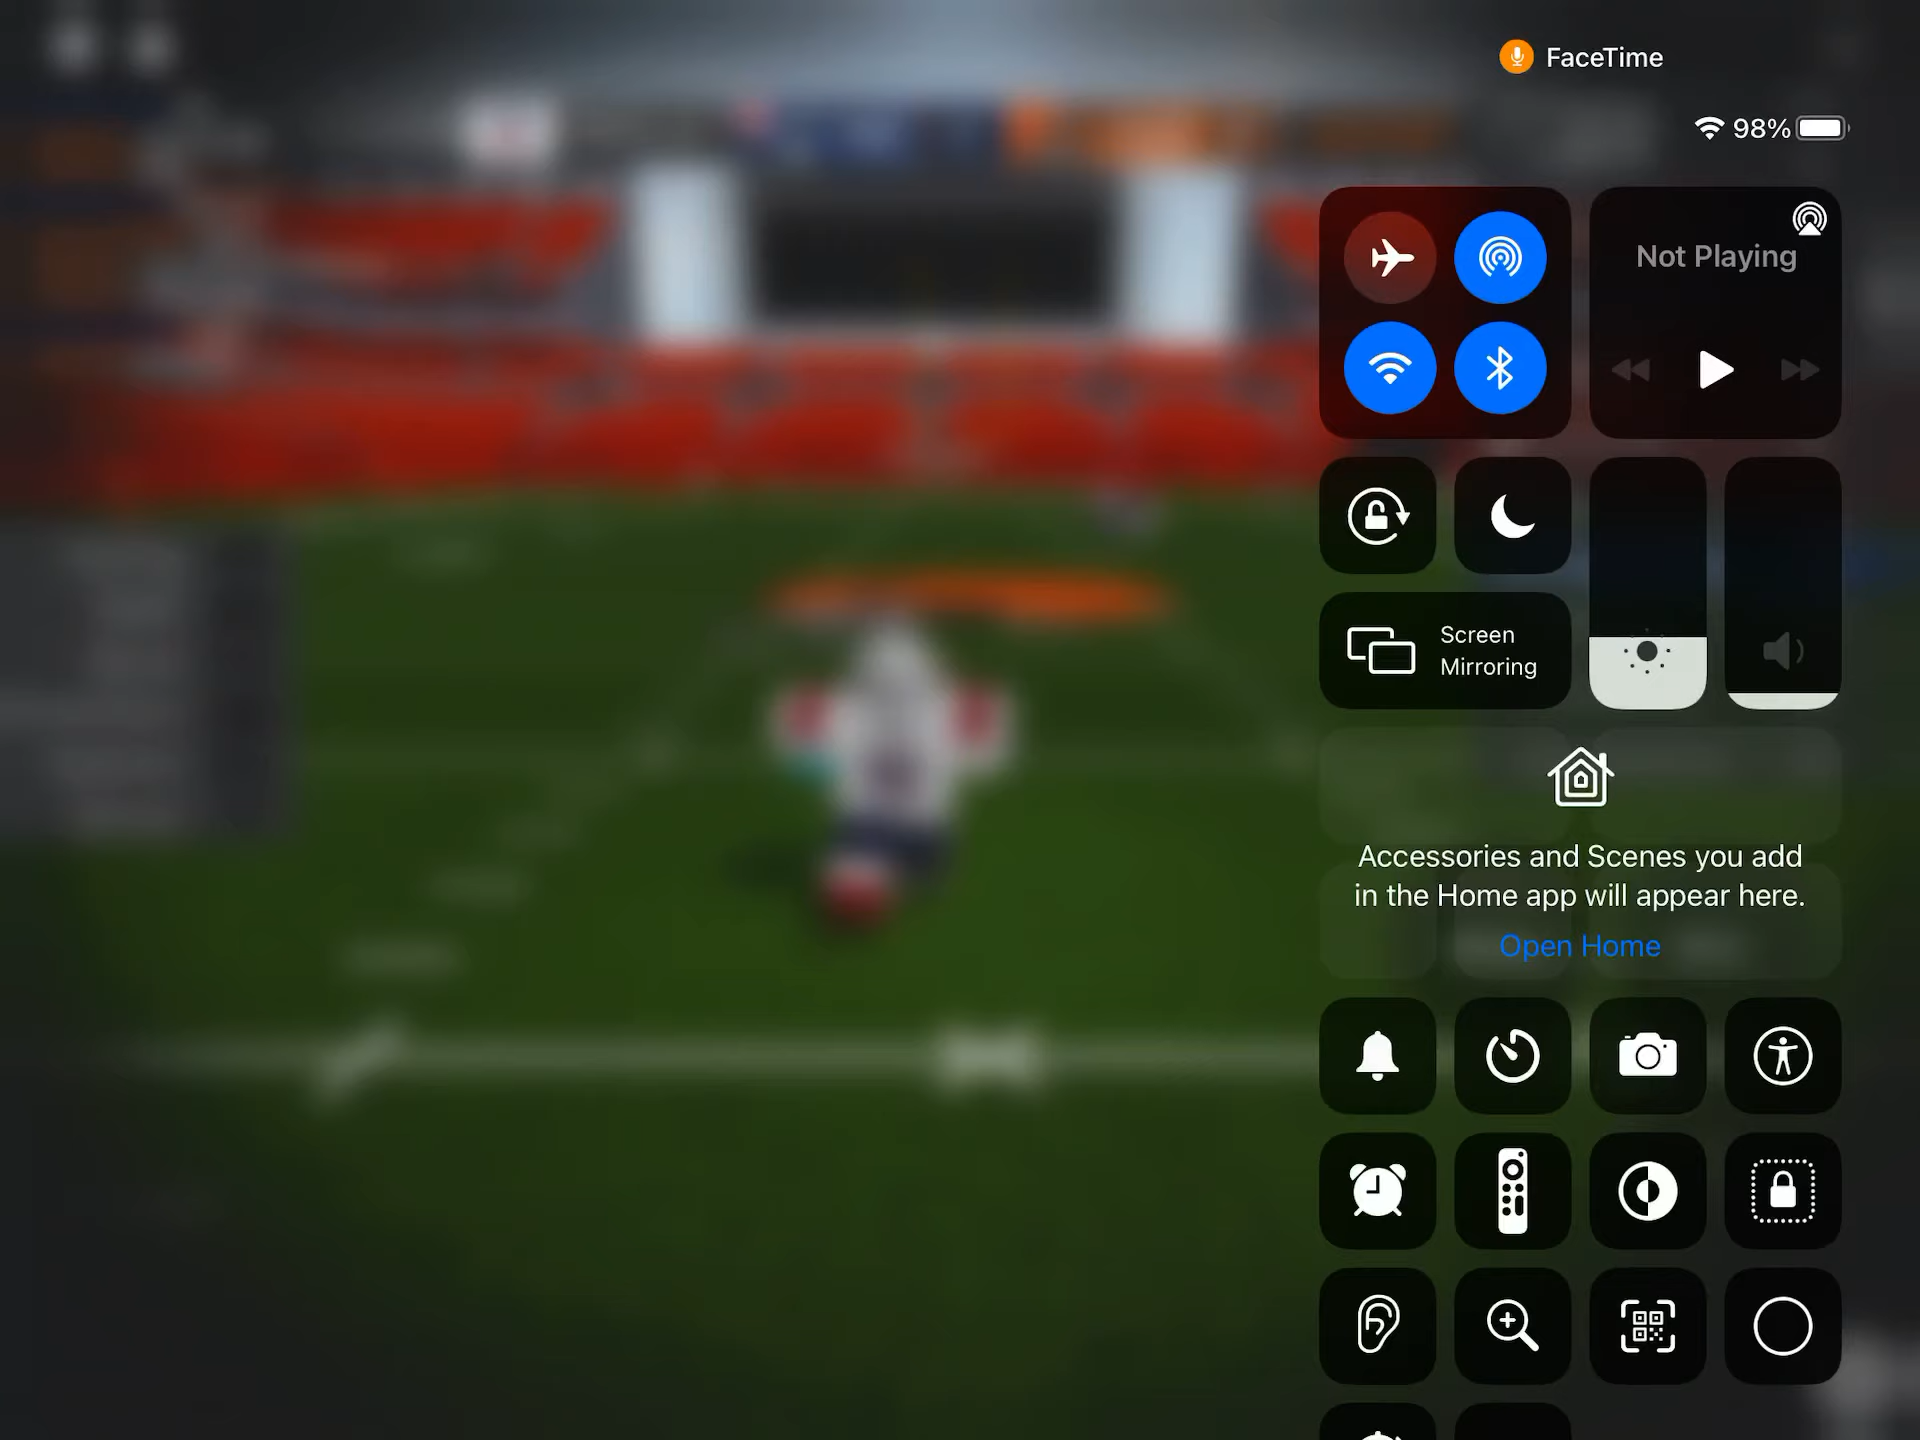 FaceTime
98%
Not Playing
Screen
Mirroring
Accessories and Scenes you add
in the Home app will appear here.
Open Home